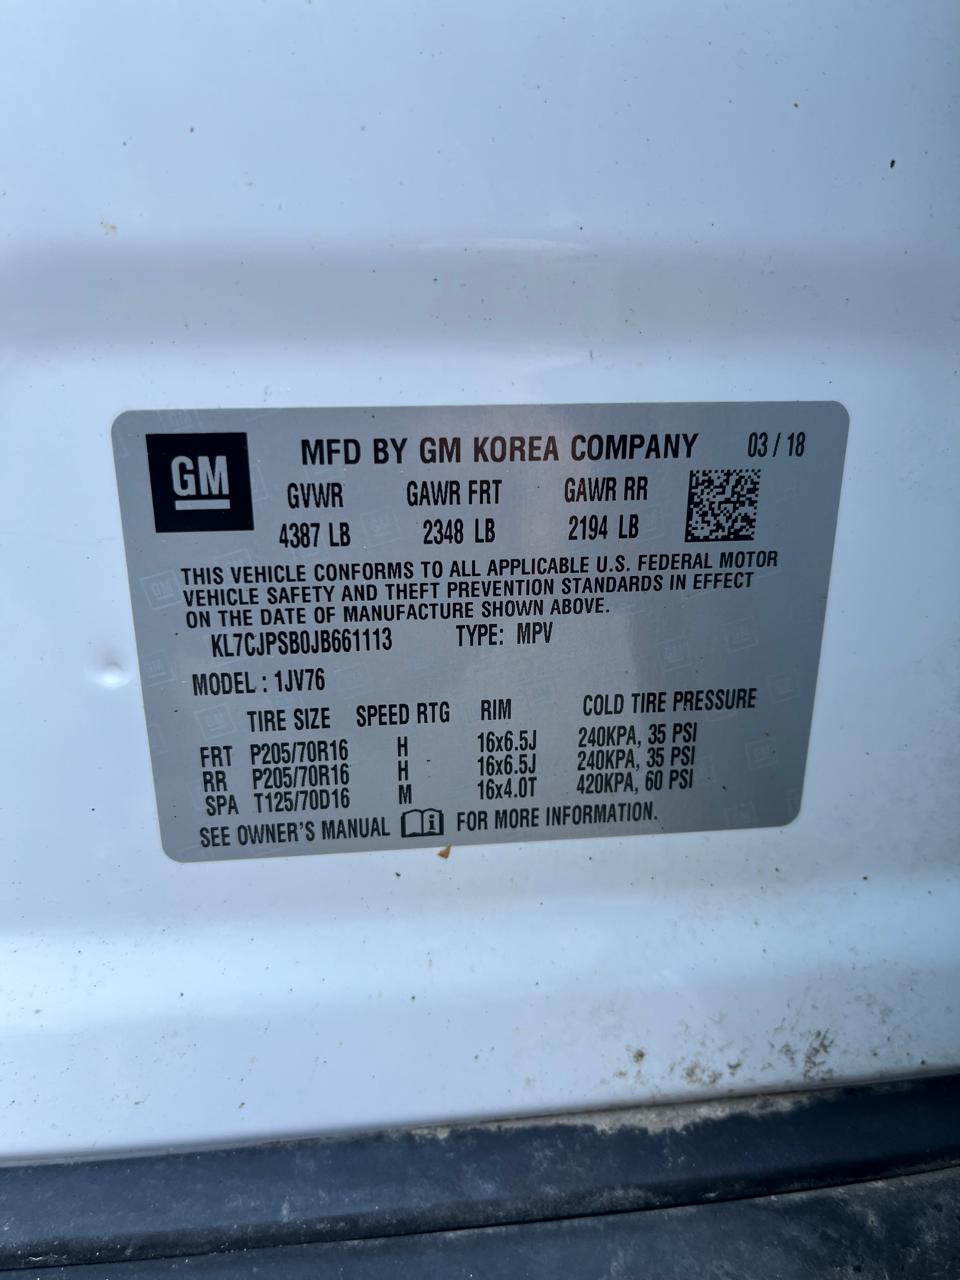 GM
MFD BY GM KOREA COMPANY 03 / 18
GVWR GAWR FRT GAWR RR
4387 LB 2348 LB 2194 LB
THIS VEHICLE CONFORMS TO ALL APPLICABLE U.S. FEDERAL MOTOR
VEHICLE SAFETY AND THEFT PREVENTION STANDARDS IN EFFECT
ON THE DATE OF MANUFACTURE SHOWN ABOVE.
KL7CJPSB0JB661113 TYPE: MPV
MODEL : 1JV76
TIRE SIZE SPEED RTG RIM COLD TIRE PRESSURE
FRT P205/70R16 H 16x6.5J 240KPA, 35 PSI
RR P205/70R16 H 16x6.5J 240KPA, 35 PSI
SPA T125/70D16 M 16x4.0T 420KPA, 60 PSI
SEE OWNER'S MANUAL FOR MORE INFORMATION.